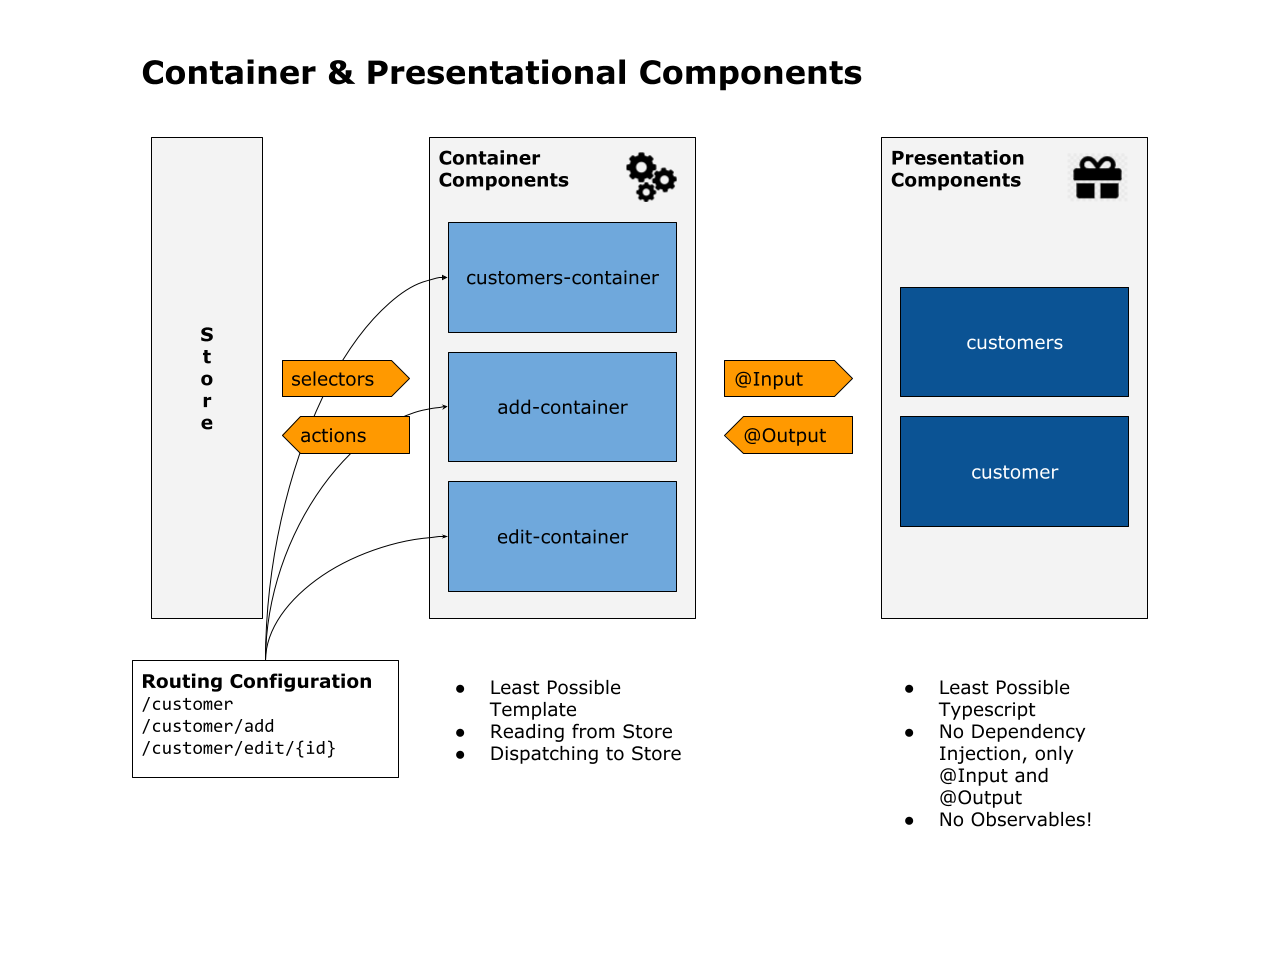 Container & Presentational Components
S
t
o
r
e
selectors
actions
Container
Components
customers-container
add-container
edit-container
@Input
@Output
Presentation
Components
customers
customer
Routing Configuration
/customer
/customer/add
/customer/edit/{id}
● Least Possible
Template
● Reading from Store
● Dispatching to Store
● Least Possible
Typescript
● No Dependency
Injection, only
@Input and
@Output
● No Observables!